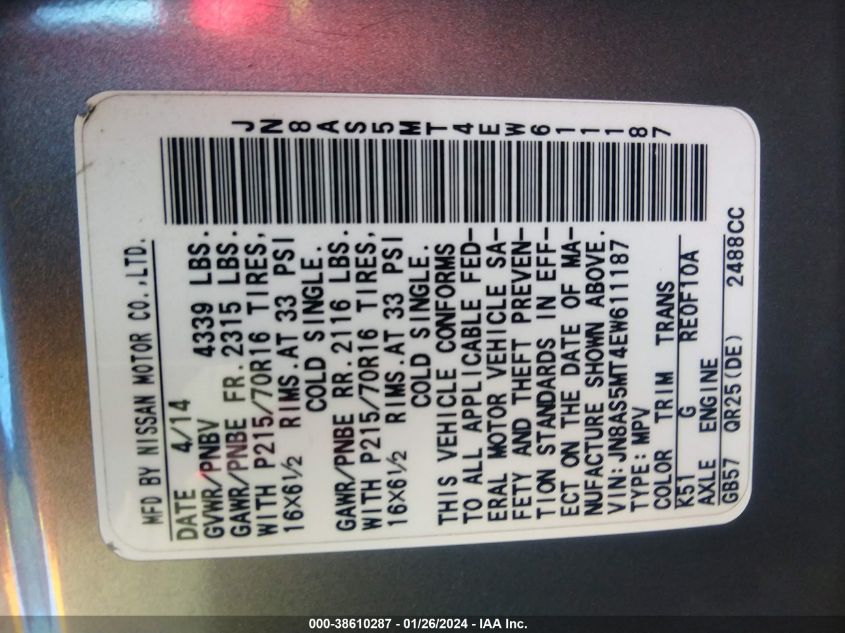 JN8AS5MT4EW611187
MFD BY NISSAN MOTOR CO.,LTD.
DATE 4/14
GVWR/PNBV 4339 LBS.
GAWR/PNBE FR. 2315 LBS.
WITH P215/70R16 TIRES,
16X6 1/2 RIMS.AT 33 PSI
COLD SINGLE.
GAWR/PNBE RR. 2116 LBS.
WITH P215/70R16 TIRES,
16X6 1/2 RIMS.AT 33 PSI
COLD SINGLE.
THIS VEHICLE CONFORMS
TO ALL APPLICABLE FED-
ERAL MOTOR VEHICLE SA-
FETY AND THEFT PREVEN-
TION STANDARDS IN EFF-
ECT ON THE DATE OF MA-
NUFACTURE SHOWN ABOVE.
VIN:JN8AS5MT4EW611187
TYPE:MPV
COLOR TRIM TRANS
K51 G RE0F10A
AXLE ENGINE
GB57 QR25(DE) 2488CC
000-38610287 - 01/26/2024 - IAA Inc.